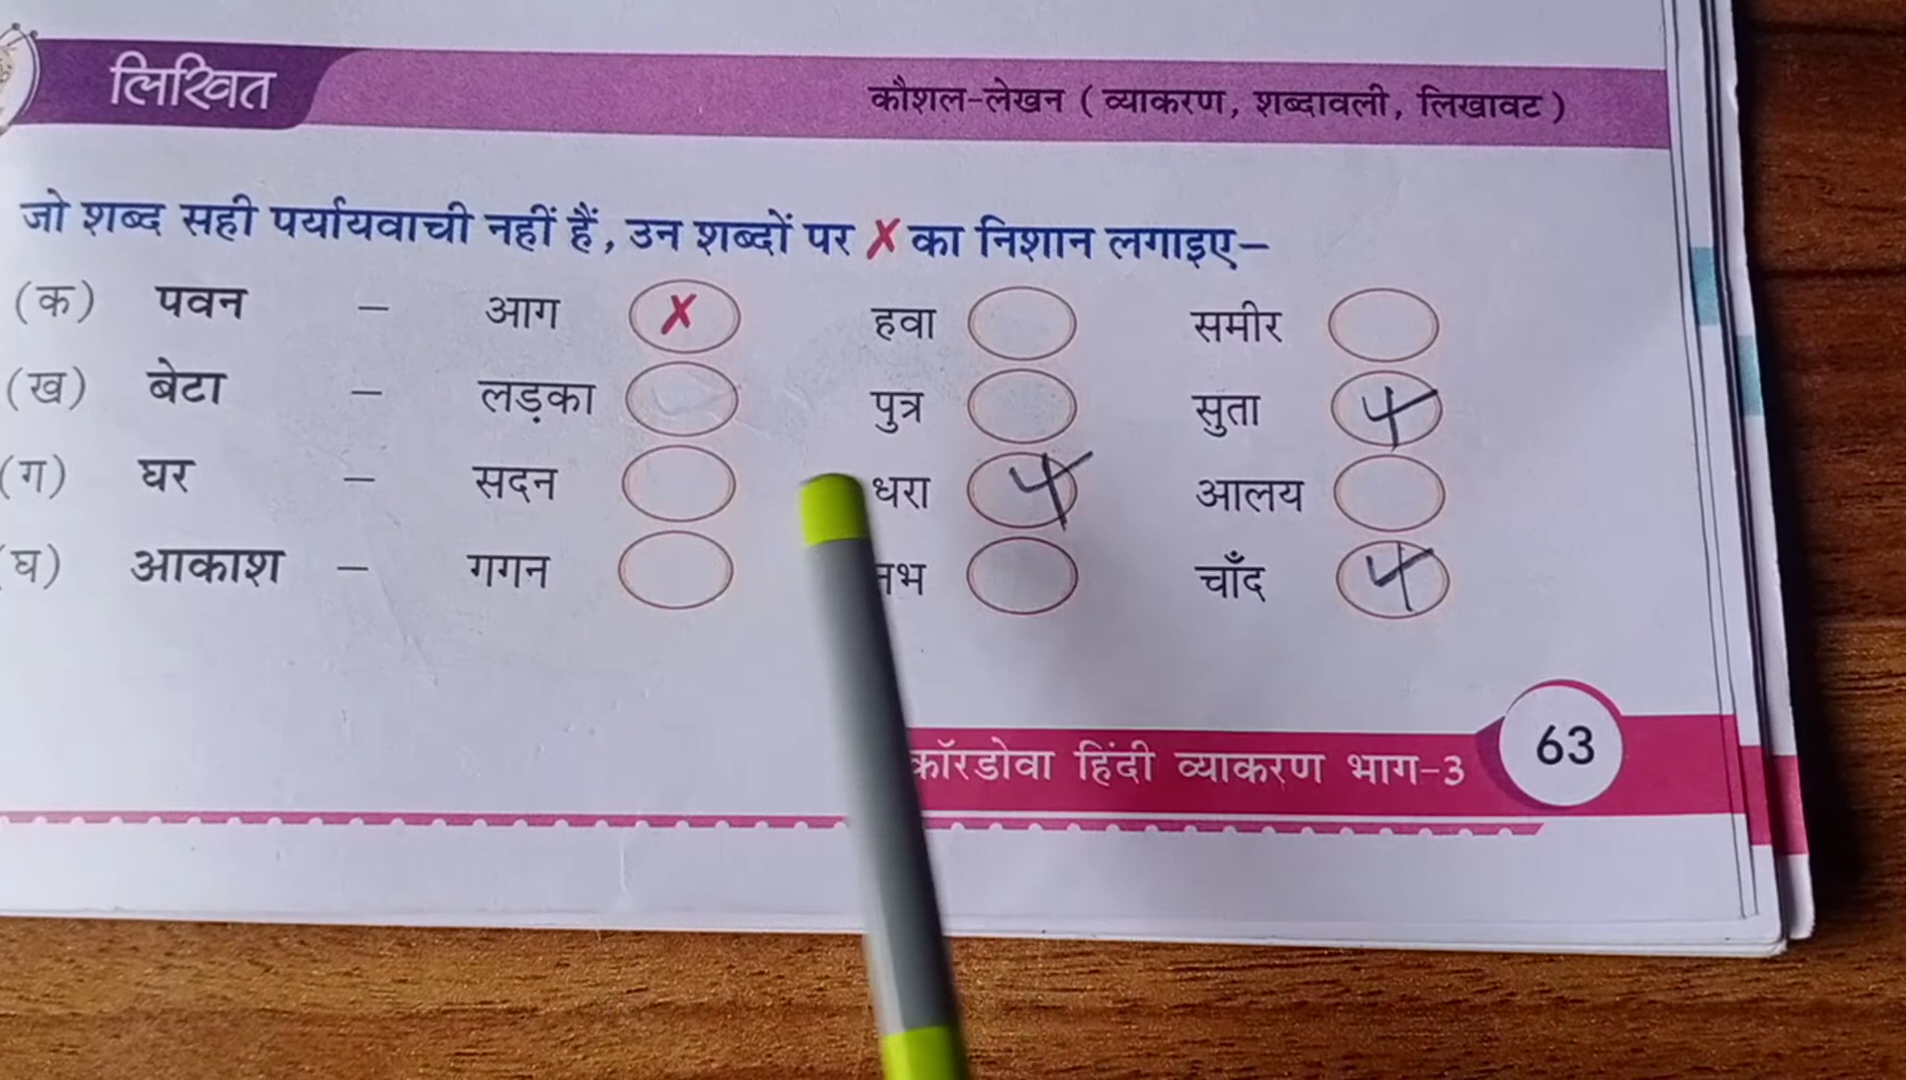 लिखित
कौशल-लेखन ( व्याकरण, शब्दावली, लिखावट )
जो शब्द सही पर्यायवाची नहीं हैं, उन शब्दों पर ✗ का निशान लगाइए–
(क) पवन – आग ✗ हवा समीर
(ख) बेटा – लड़का पुत्र सुता
(ग) घर – सदन धरा आलय
(घ) आकाश – गगन नभ चाँद
कॉरडोवा हिंदी व्याकरण भाग-3 63